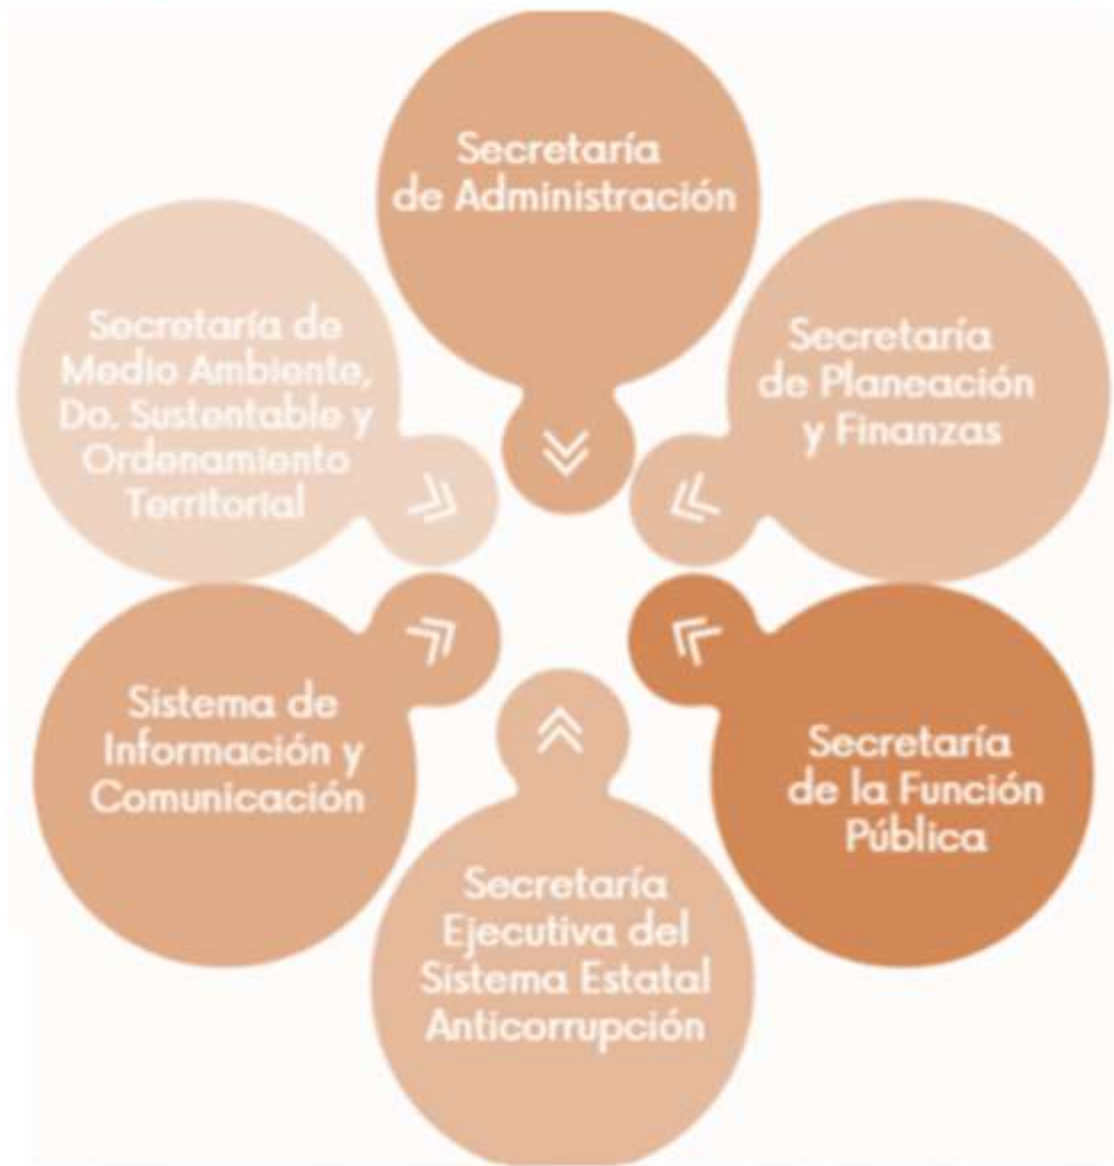 Secretaría
de Administración
Secretaría
de Planeación
y Finanzas
Secretaría
de la Función
Pública
Secretaría
Ejecutiva del
Sistema Estatal
Anticorrupción
Sistema de
Información y
Comunicación
Secretaría de
Medio Ambiente,
Do. Sustentable y
Ordenamiento
Territorial